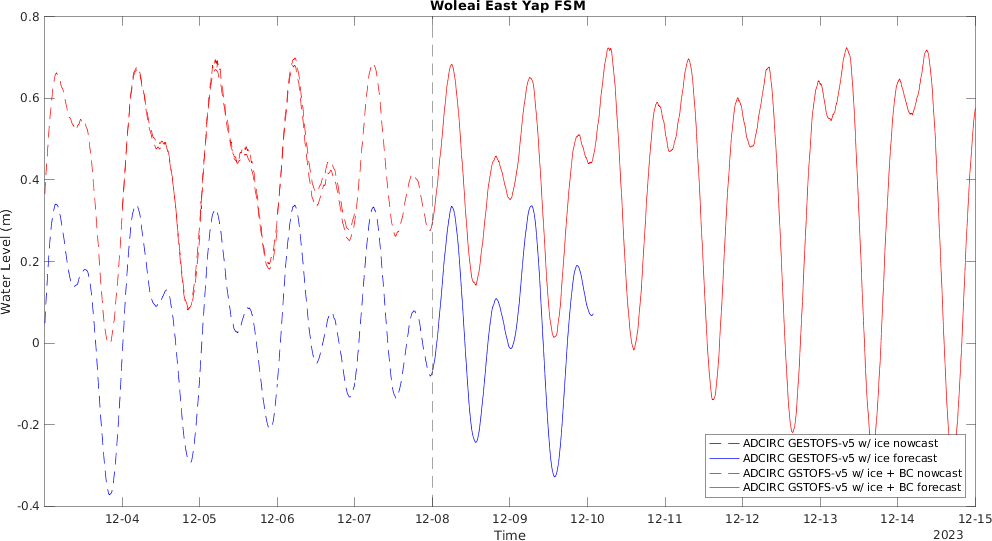 Woleai East Yap FSM
0.8
0.6
0.4
0.2
0
-0.2
-0.4
Water Level (m)
ADCIRC GESTOFS-v5 w/ ice nowcast
ADCIRC GESTOFS-v5 w/ ice forecast
ADCIRC GSTOFS-v5 w/ ice + BC nowcast
ADCIRC GSTOFS-v5 w/ ice + BC forecast
12-04 12-05 12-06 12-07 12-08 12-09 12-10 12-11 12-12 12-13 12-14 12-15
Time
2023